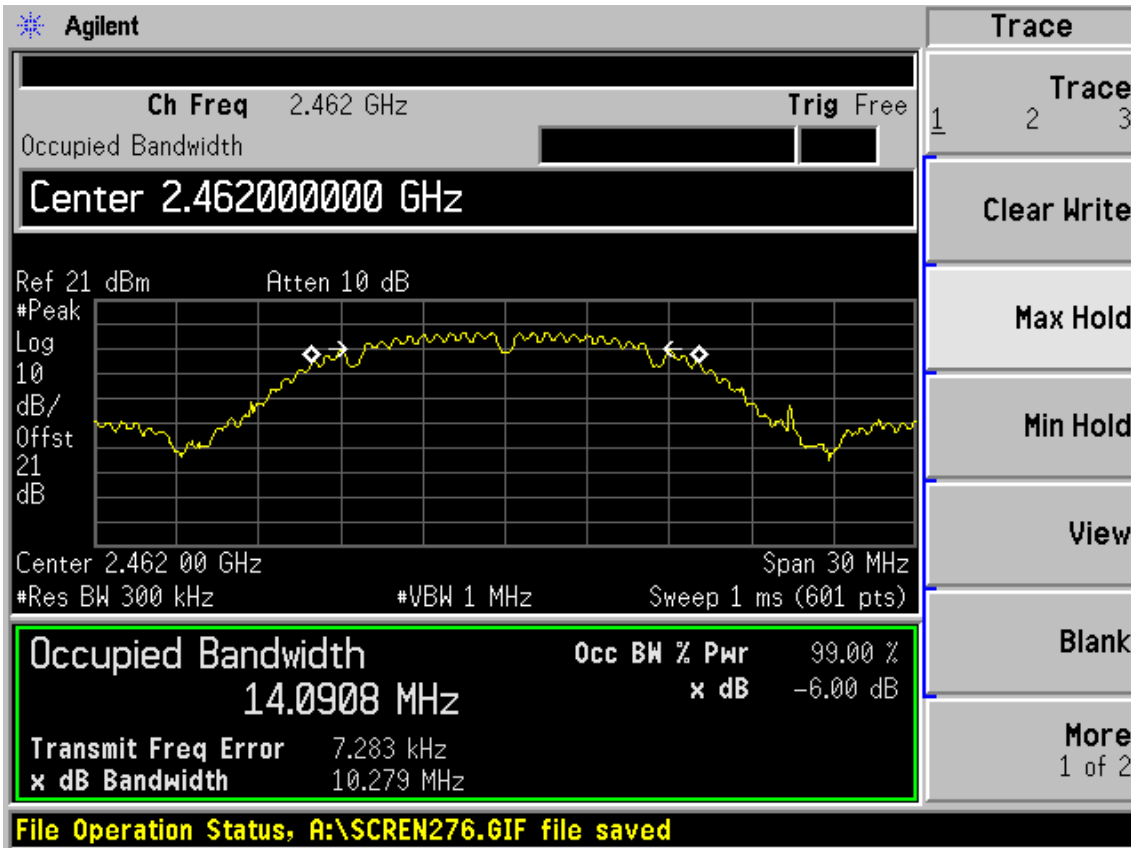 Agilent
Ch Freq 2.462 GHz Trig Free
Occupied Bandwidth
Center 2.462000000 GHz
Ref 21 dBm Atten 10 dB
#Peak
Log
10
dB/
Offst
21
dB
Center 2.462 00 GHz Span 30 MHz
#Res BW 300 kHz #VBW 1 MHz Sweep 1 ms (601 pts)
Occupied Bandwidth Occ BW % Pwr 99.00 %
14.0908 MHz x dB -6.00 dB
Transmit Freq Error 7.283 kHz
x dB Bandwidth 10.279 MHz
File Operation Status, A:\SCREN276.GIF file saved
Trace
Trace
1 2 3
Clear Write
Max Hold
Min Hold
View
Blank
More
1 of 2